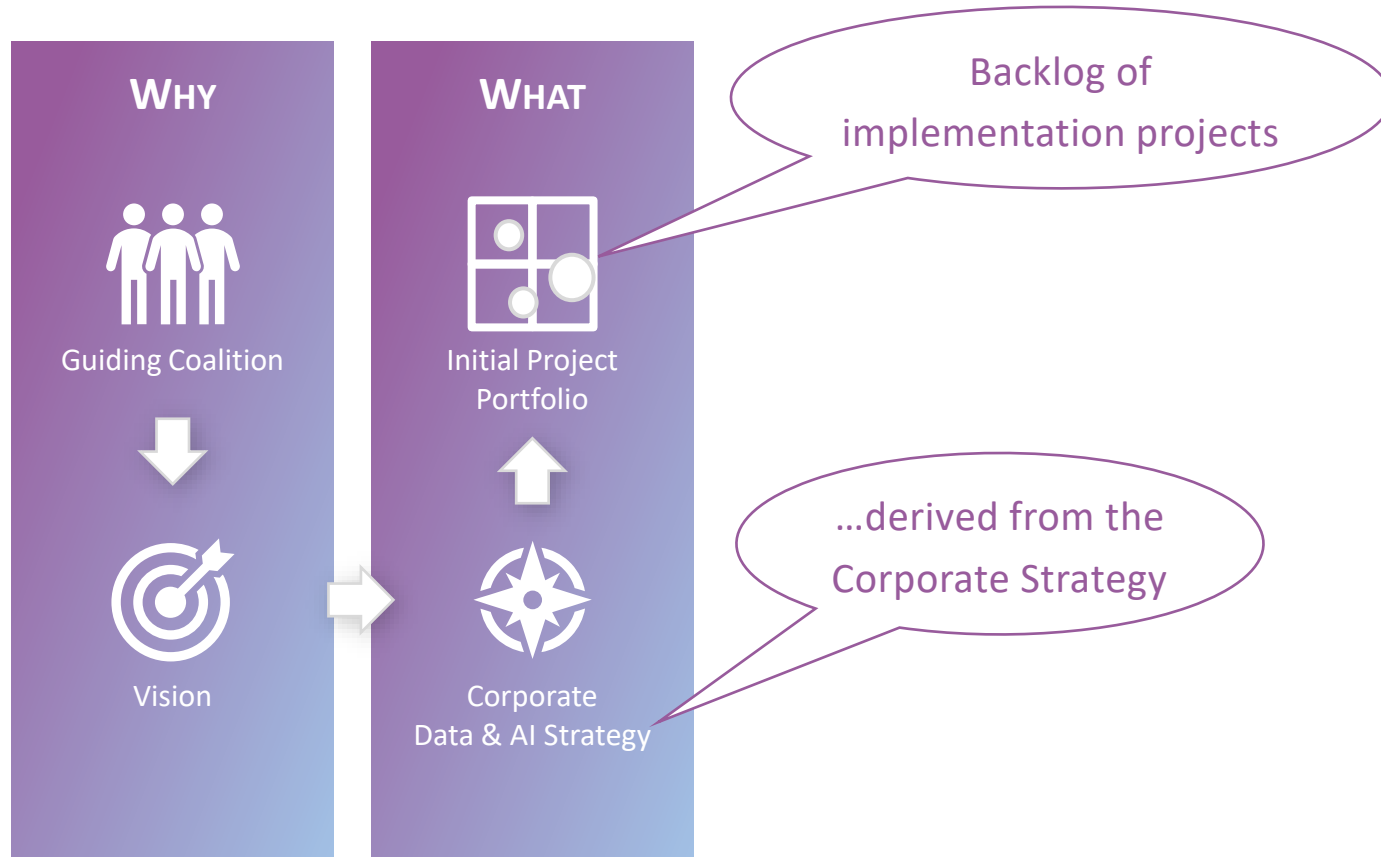 WHY
Guiding Coalition
Vision
WHAT
Initial Project
Portfolio
Corporate
Data & AI Strategy
Backlog of
implementation projects
…derived from the
Corporate Strategy